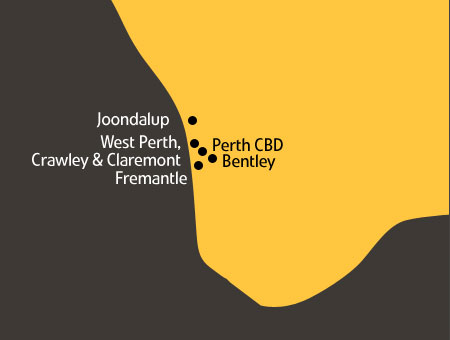 Joondalup
West Perth,
Crawley & Claremont
Fremantle
Perth CBD
Bentley